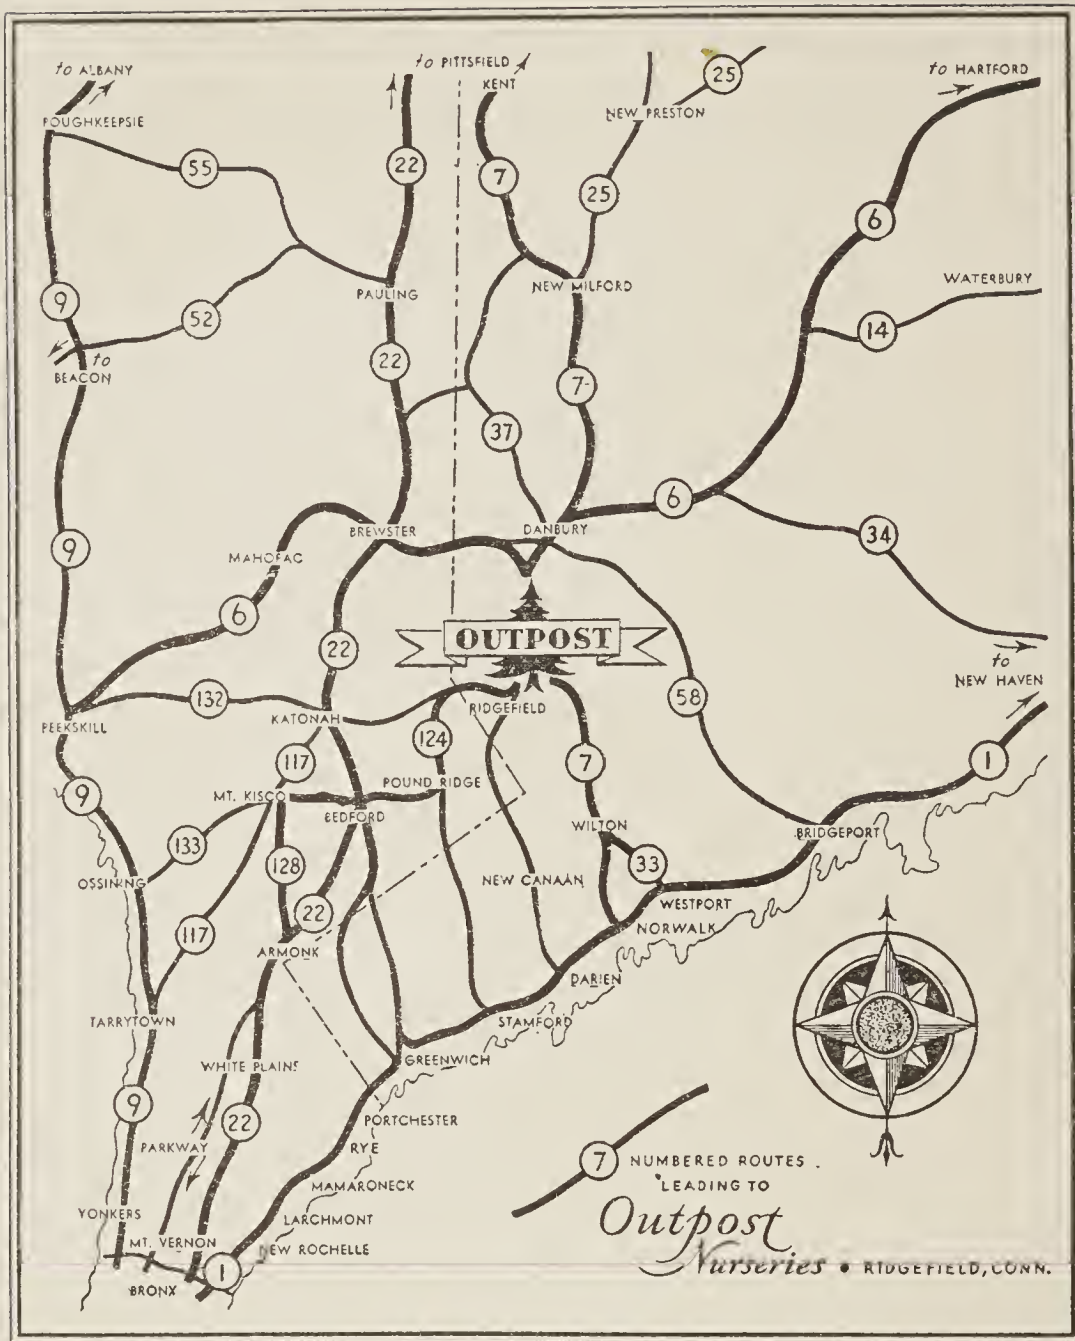 to ALBANY
to PITTSFIELD
KENT
25
to HARTFORD
POUGHKEEPSIE
NEW PRESTON
55
22
7
25
6
WATERBURY
NEW MILFORD
PAULING
9
52
14
to
BEACON
22
7
37
6
BREWSTER
DANBURY
34
9
MAHOPAC
6
OUTPOST
22
to
NEW HAVEN
132
58
RIDGEFIELD
KATONAH
PEEKSKILL
124
117
7
1
POUND RIDGE
MT. KISCO
9
BEDFORD
WILTON
BRIDGEPORT
133
128
33
OSSINING
NEW CANAAN
WESTPORT
22
NORWALK
117
ARMONK
DARIEN
TARRYTOWN
STAMFORD
GREENWICH
WHITE PLAINS
9
22
PORTCHESTER
PARKWAY
RYE
7 NUMBERED ROUTES
LEADING TO
MAMARONECK
YONKERS
LARCHMONT
Outpost
MT. VERNON
NEW ROCHELLE
Nurseries • RIDGEFIELD, CONN.
1
BRONX